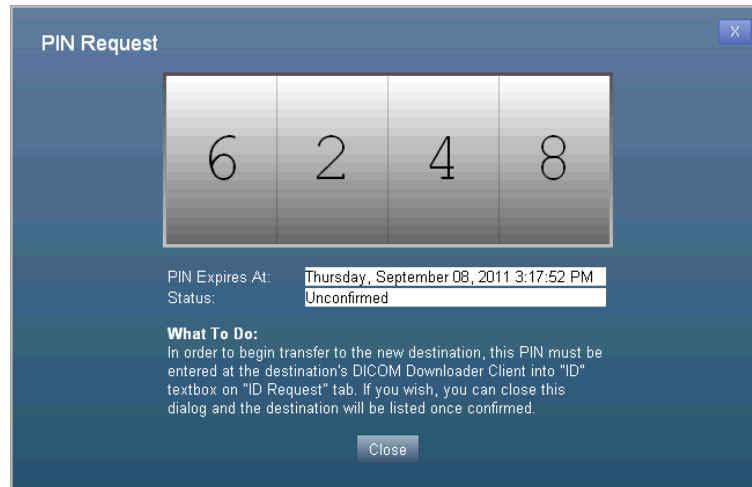 PIN Request
X
6 2 4 8
PIN Expires At: Thursday, September 08, 2011 3:17:52 PM
Status: Unconfirmed
What To Do:
In order to begin transfer to the new destination, this PIN must be
entered at the destination's DICOM Downloader Client into "ID"
textbox on "ID Request" tab. If you wish, you can close this
dialog and the destination will be listed once confirmed.
Close